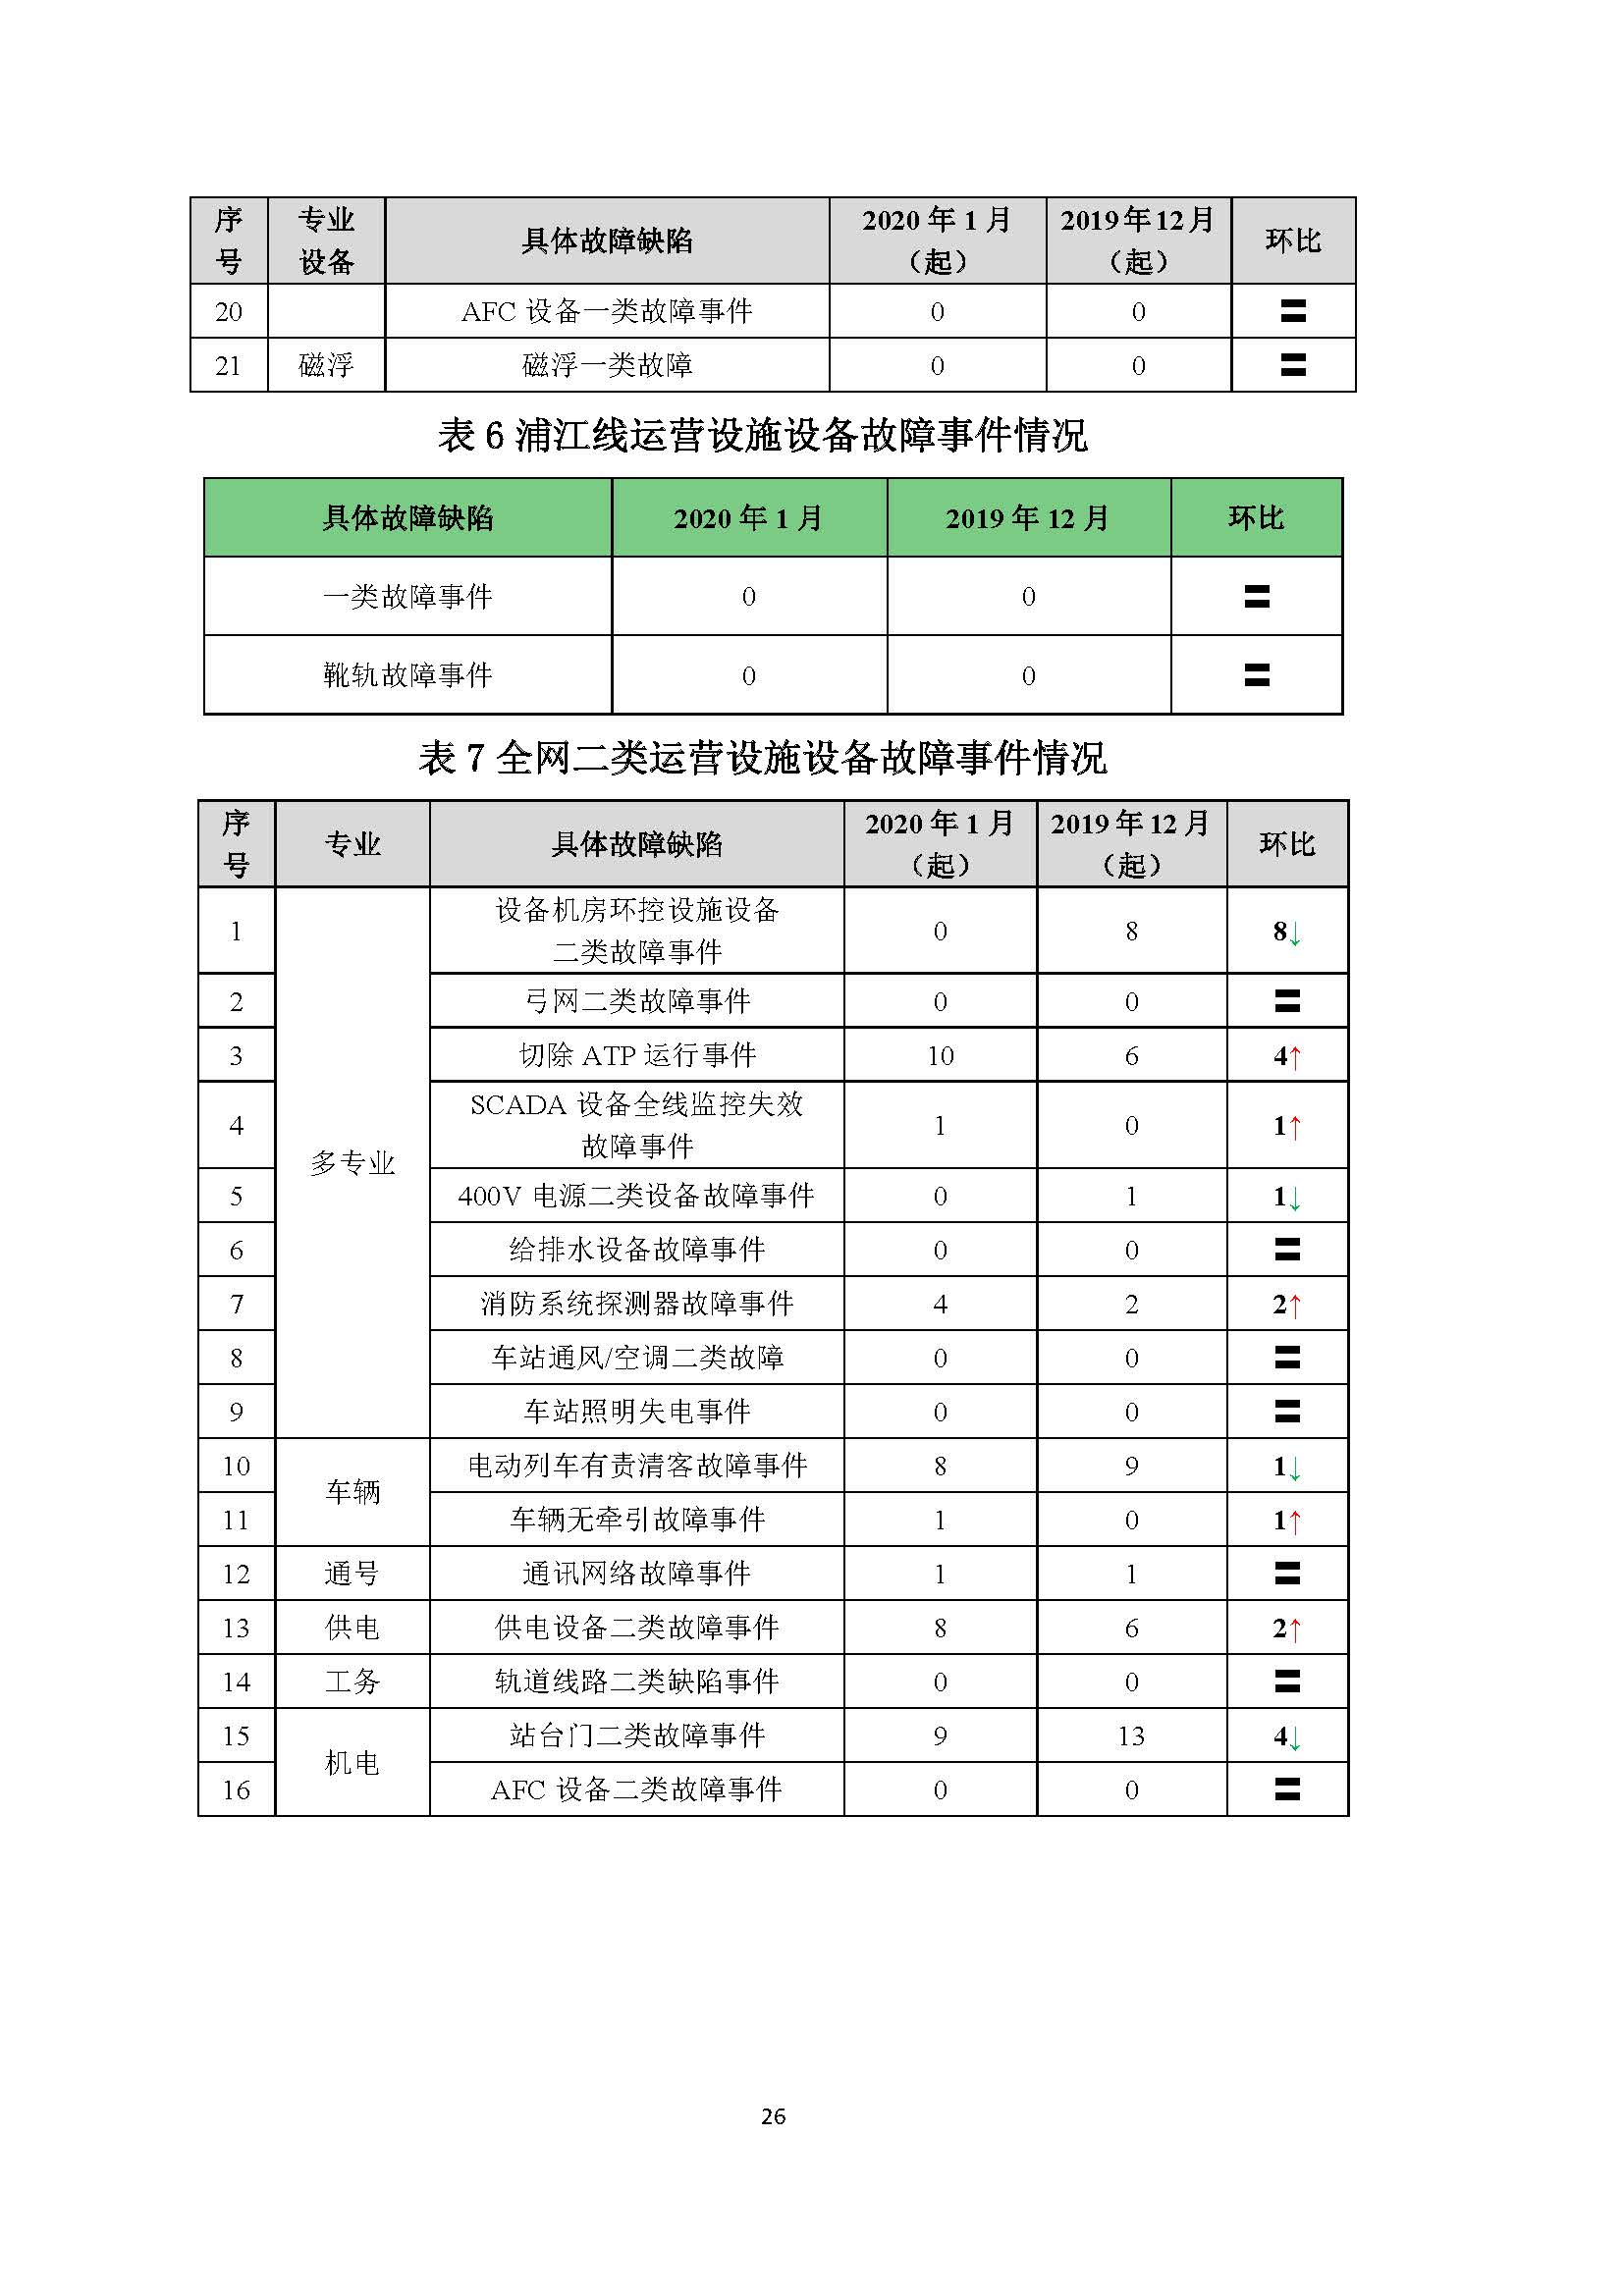 序号 专业设备 具体故障缺陷 2020 年 1 月（起） 2019年12月（起） 环比
20 AFC 设备一类故障事件 0 0 〓
21 磁浮 磁浮一类故障 0 0 〓
表 6 浦江线运营设施设备故障事件情况
具体故障缺陷 2020 年 1 月 2019 年 12 月 环比
一类故障事件 0 0 〓
靴轨故障事件 0 0 〓
表 7 全网二类运营设施设备故障事件情况
序号 专业 具体故障缺陷 2020 年 1 月（起） 2019 年 12 月（起） 环比
1 多专业 设备机房环控设施设备二类故障事件 0 8 8↓
2 弓网二类故障事件 0 0 〓
3 切除 ATP 运行事件 10 6 4↑
4 SCADA 设备全线监控失效故障事件 1 0 1↑
5 400V 电源二类设备故障事件 0 1 1↓
6 给排水设备故障事件 0 0 〓
7 消防系统探测器故障事件 4 2 2↑
8 车站通风/空调二类故障 0 0 〓
9 车站照明失电事件 0 0 〓
10 车辆 电动列车有责清客故障事件 8 9 1↓
11 车辆无牵引故障事件 1 0 1↑
12 通号 通讯网络故障事件 1 1 〓
13 供电 供电设备二类故障事件 8 6 2↑
14 工务 轨道线路二类缺陷事件 0 0 〓
15 机电 站台门二类故障事件 9 13 4↓
16 AFC 设备二类故障事件 0 0 〓
26